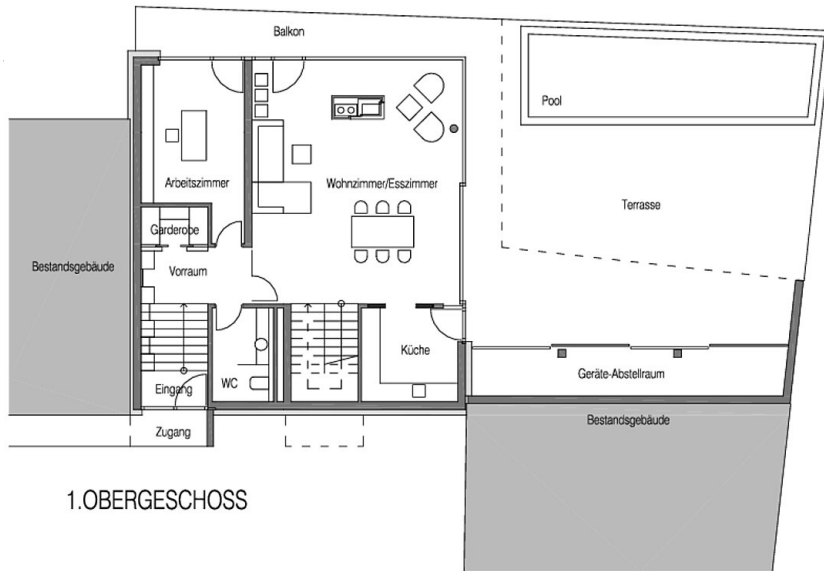 Balkon
Pool
Arbeitszimmer
Wohnzimmer/Esszimmer
Terrasse
Garderobe
Bestandsgebäude
Vorraum
Küche
Geräte-Abstellraum
WC
Eingang
Bestandsgebäude
Zugang
1.OBERGESCHOSS